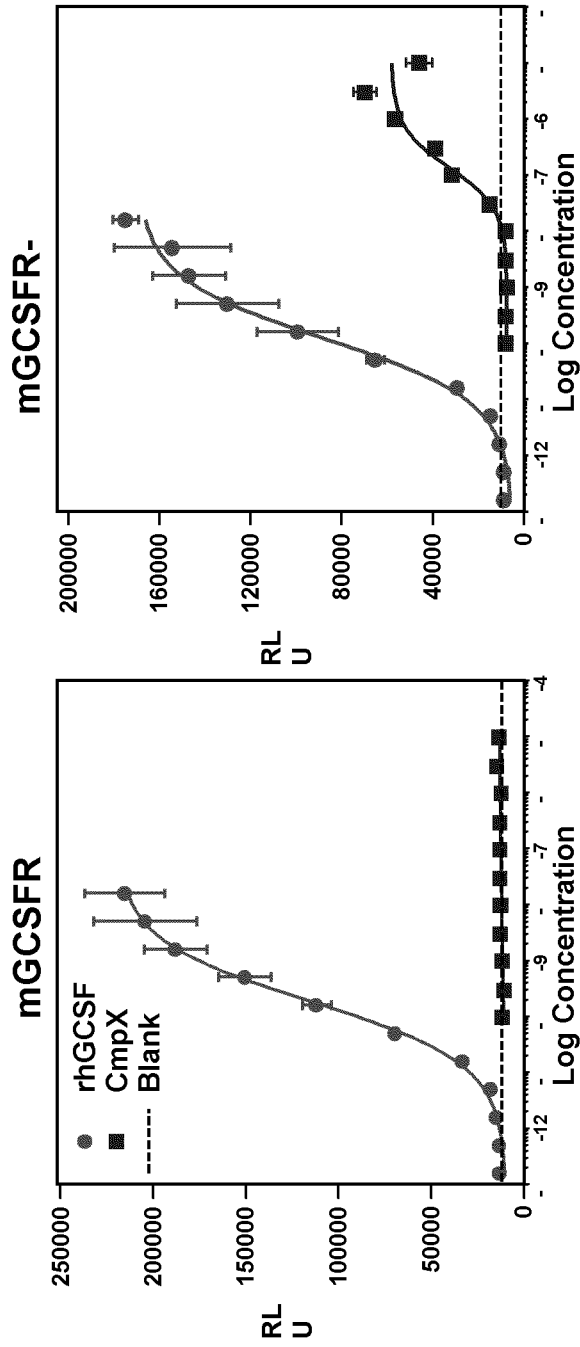 mGCSFR
rhGCSF
CmpX
Blank
RL
U
250000
200000
150000
100000
50000
0
-
-12
-
-
-9
-
-7
-
-
-4
Log Concentration
mGCSFR-
RL
U
200000
160000
120000
80000
40000
0
-
-12
-
-
-9
-
-7
-6
-
-
Log Concentration